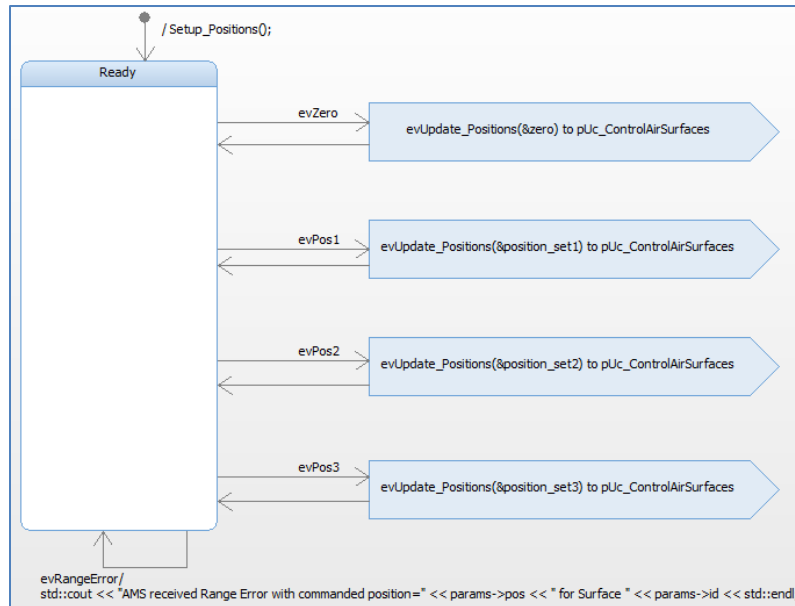 / Setup_Positions();
Ready
evZero
evUpdate_Positions(&zero) to pUc_ControlAirSurfaces
evPos1
evUpdate_Positions(&position_set1) to pUc_ControlAirSurfaces
evPos2
evUpdate_Positions(&position_set2) to pUc_ControlAirSurfaces
evPos3
evUpdate_Positions(&position_set3) to pUc_ControlAirSurfaces
evRangeError/
std::cout << "AMS received Range Error with commanded position=" << params->pos << " for Surface " << params->id << std::endl